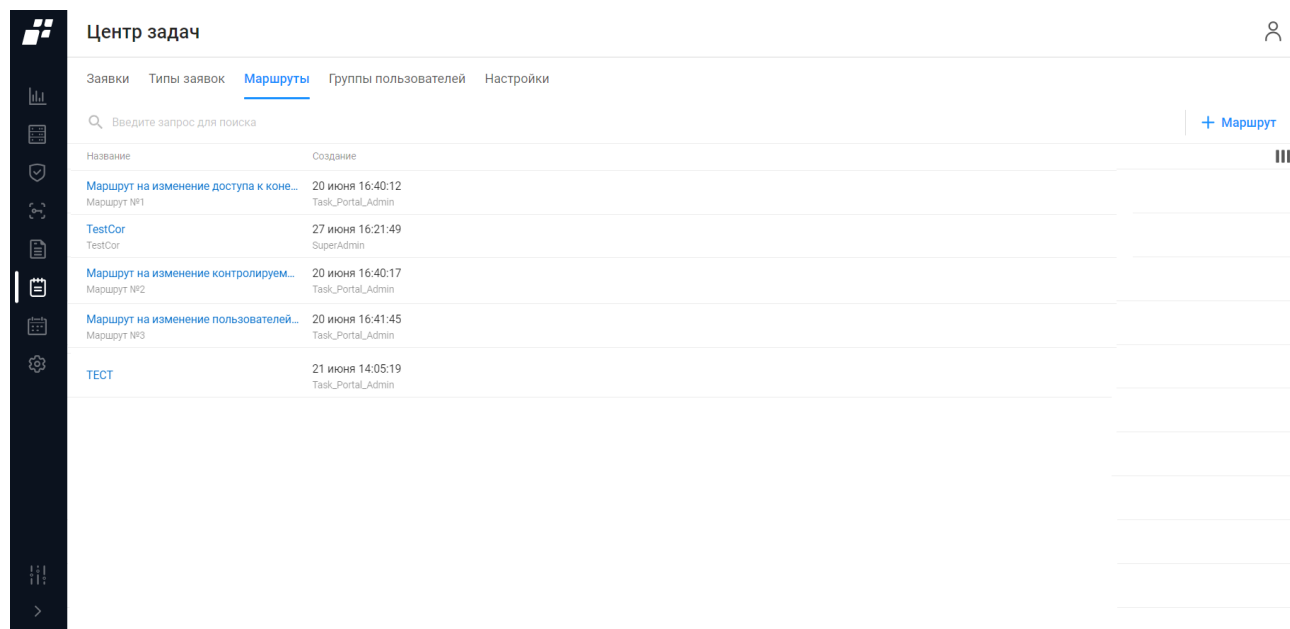 Центр задач
Заявки Типы заявок Маршруты Группы пользователей Настройки
Введите запрос для поиска
Маршрут
Название Создание
Маршрут на изменение доступа к коне... 20 июня 16:40:12
Маршрут №1 Task_Portal_Admin
TestCor 27 июня 16:21:49
TestCor SuperAdmin
Маршрут на изменение контролируем... 20 июня 16:40:17
Маршрут №2 Task_Portal_Admin
Маршрут на изменение пользователей... 20 июня 16:41:45
Маршрут №3 Task_Portal_Admin
ТЕСТ 21 июня 14:05:19
Task_Portal_Admin